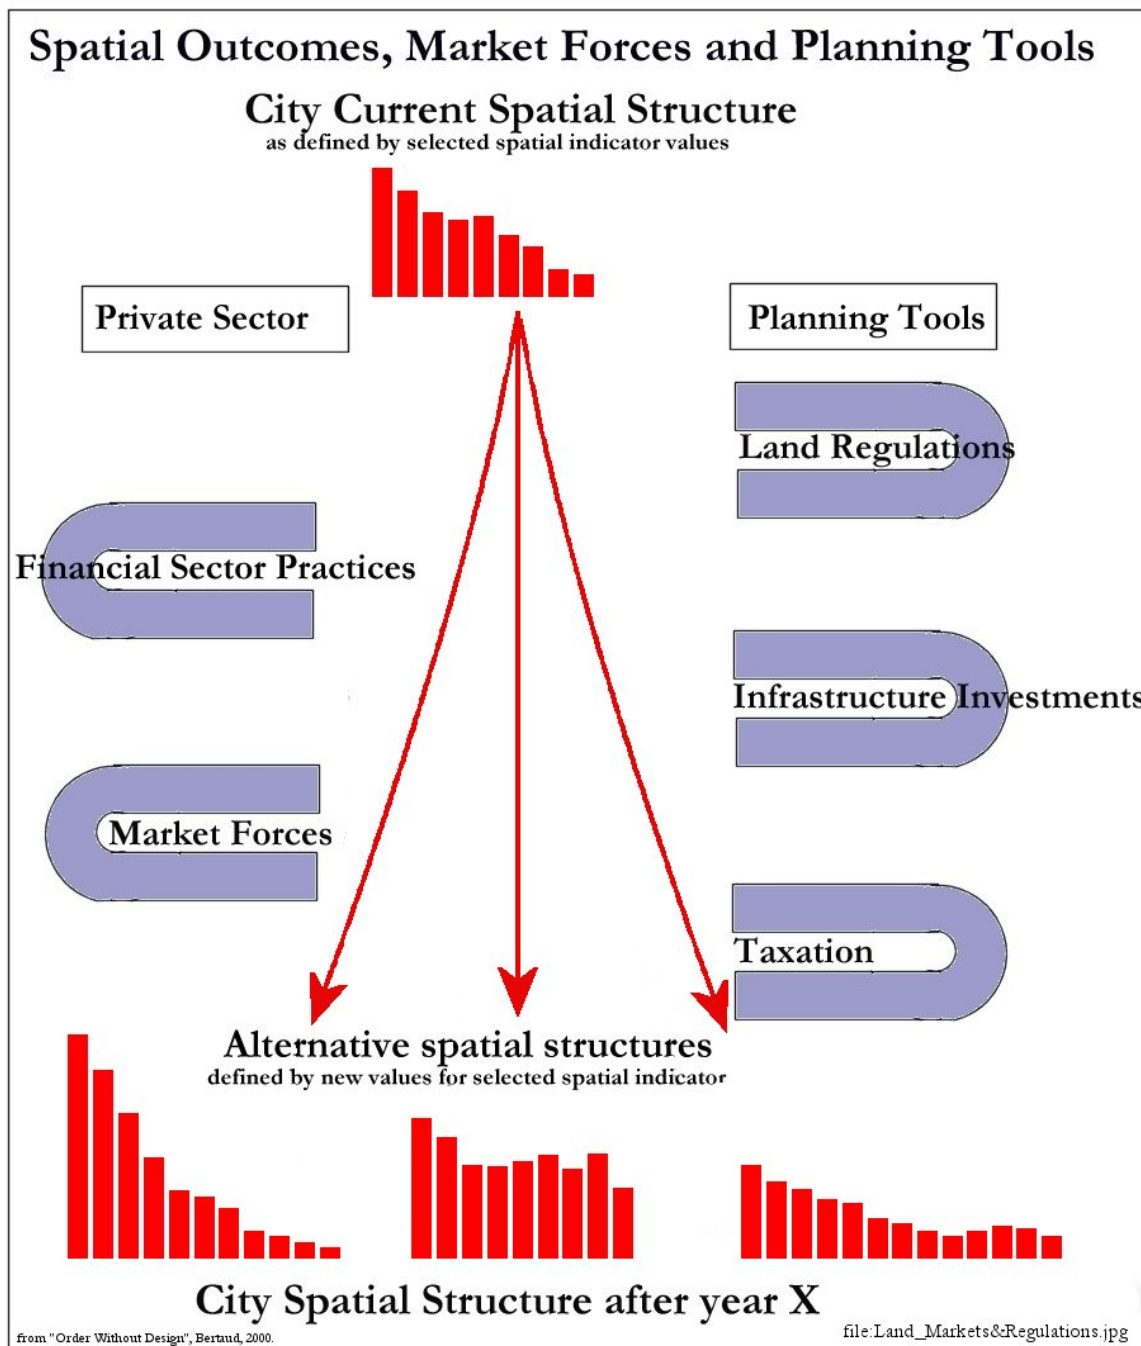 Spatial Outcomes, Market Forces and Planning Tools
City Current Spatial Structure
as defined by selected spatial indicator values
Private Sector
Planning Tools
Land Regulations
Financial Sector Practices
Infrastructure Investments
Market Forces
Taxation
Alternative spatial structures
defined by new values for selected spatial indicator
City Spatial Structure after year X
from "Order Without Design", Bertaud, 2000.
file:Land_Markets&Regulations.jpg